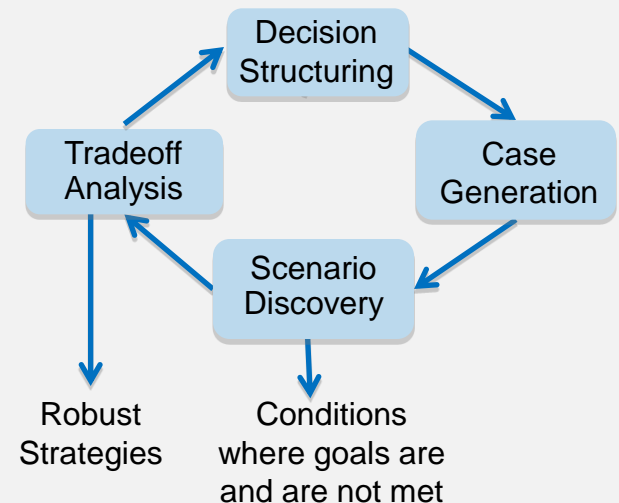 Decision
Structuring
Tradeoff
Analysis
Case
Generation
Scenario
Discovery
Robust
Strategies
Conditions
where goals are
and are not met